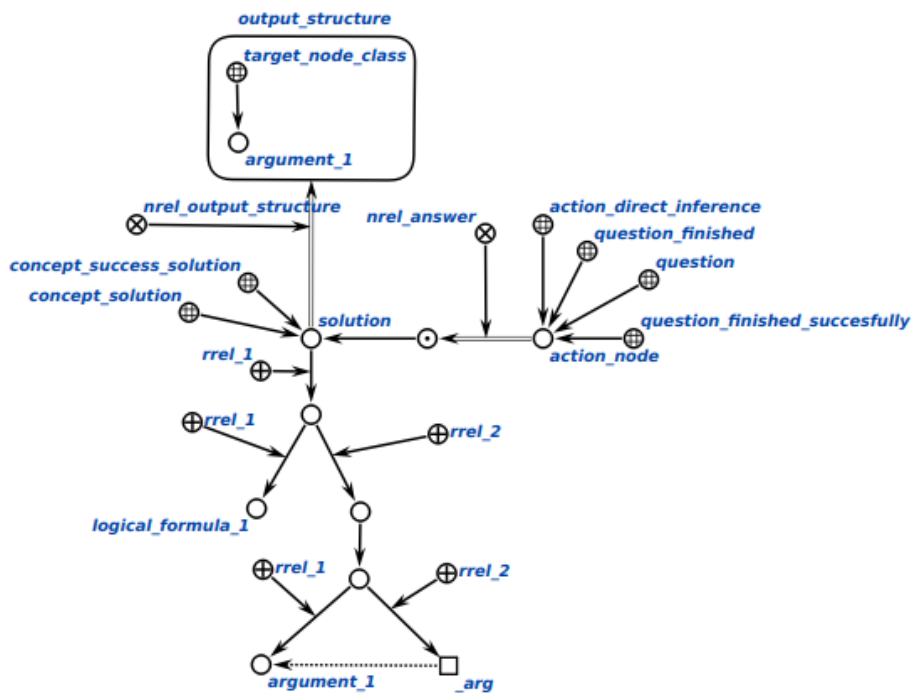 output_structure
target_node_class
argument_1
nrel_output_structure
nrel_answer
action_direct_inference
question_finished
question
concept_success_solution
concept_solution
solution
question_finished_succesfully
action_node
rrel_1
rrel_1
rrel_2
logical_formula_1
rrel_1
rrel_2
argument_1
_arg